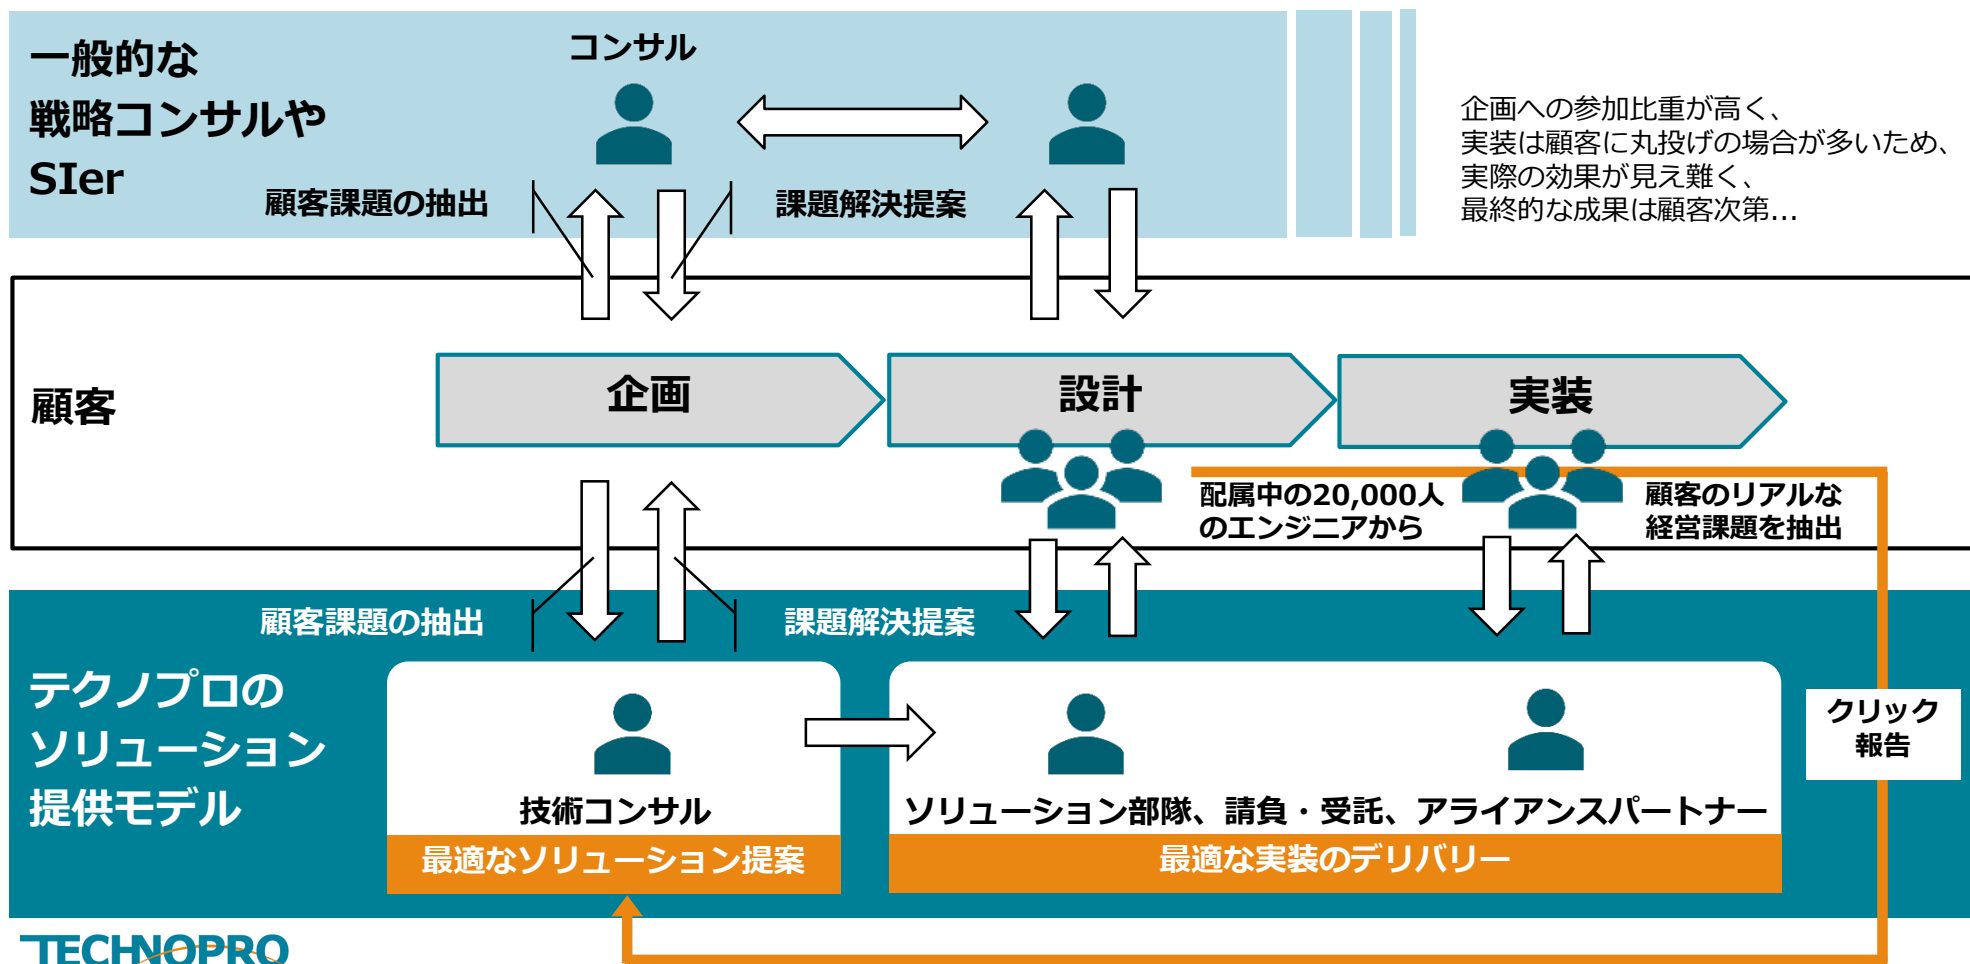 一般的な
戦略コンサルや
SIer
コンサル
顧客課題の抽出
課題解決提案
企画への参加比重が高く、
実装は顧客に丸投げの場合が多いため、
実際の効果が見え難く、
最終的な成果は顧客次第...
顧客
企画
設計
実装
配属中の20,000人
のエンジニアから
顧客のリアルな
経営課題を抽出
顧客課題の抽出
課題解決提案
テクノプロの
ソリューション
提供モデル
技術コンサル
最適なソリューション提案
ソリューション部隊、請負・受託、アライアンスパートナー
最適な実装のデリバリー
クリック
報告
TECHNOPRO